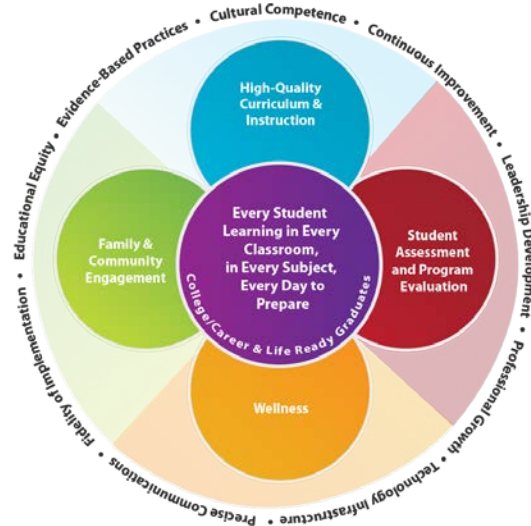 Educational Equity • Evidence-Based Practices • Cultural Competence • Continuous Improvement • Leadership Development • Professional Growth • Technology Infrastructure • Precise Communications • Fidelity of Implementation •
High-Quality
Curriculum &
Instruction
Family &
Community
Engagement
Every Student
Learning in Every
Classroom,
in Every Subject,
Every Day to
Prepare
College/Career & Life Ready Graduates
Student
Assessment
and Program
Evaluation
Wellness